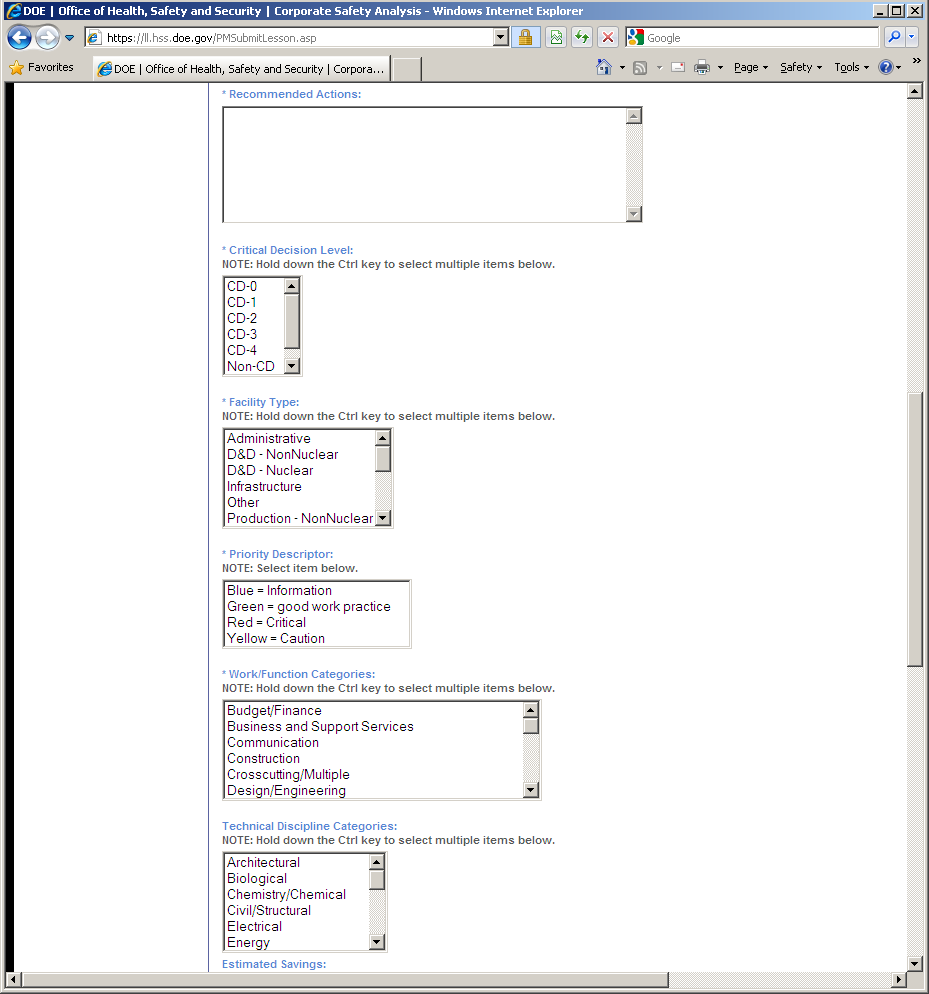 DOE | Office of Health, Safety and Security | Corporate Safety Analysis - Windows Internet Explorer
https://ll.hss.doe.gov/PMSubmitLesson.asp
Google
Favorites
DOE | Office of Health, Safety and Security | Corpora...
Page
Safety
Tools
* Recommended Actions:
* Critical Decision Level:
NOTE: Hold down the Ctrl key to select multiple items below.
CD-0
CD-1
CD-2
CD-3
CD-4
Non-CD
* Facility Type:
NOTE: Hold down the Ctrl key to select multiple items below.
Administrative
D&D - NonNuclear
D&D - Nuclear
Infrastructure
Other
Production - NonNuclear
* Priority Descriptor:
NOTE: Select item below.
Blue = Information
Green = good work practice
Red = Critical
Yellow = Caution
* Work/Function Categories:
NOTE: Hold down the Ctrl key to select multiple items below.
Budget/Finance
Business and Support Services
Communication
Construction
Crosscutting/Multiple
Design/Engineering
Technical Discipline Categories:
NOTE: Hold down the Ctrl key to select multiple items below.
Architectural
Biological
Chemistry/Chemical
Civil/Structural
Electrical
Energy
Estimated Savings: